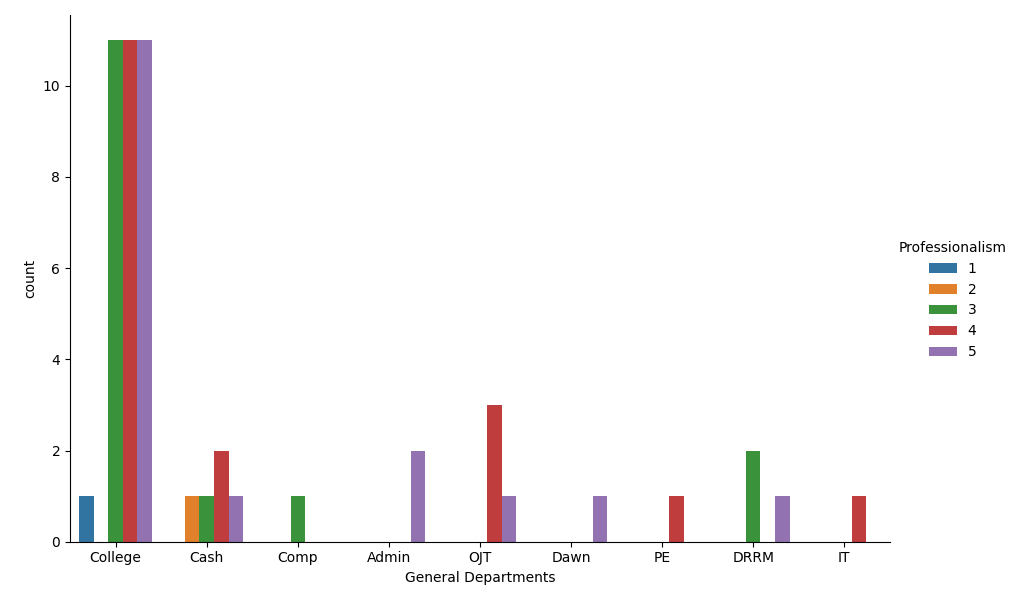 10
8
6
4
2
0
count
College Cash Comp Admin OJT Dawn PE DRRM IT
General Departments
Professionalism
1
2
3
4
5